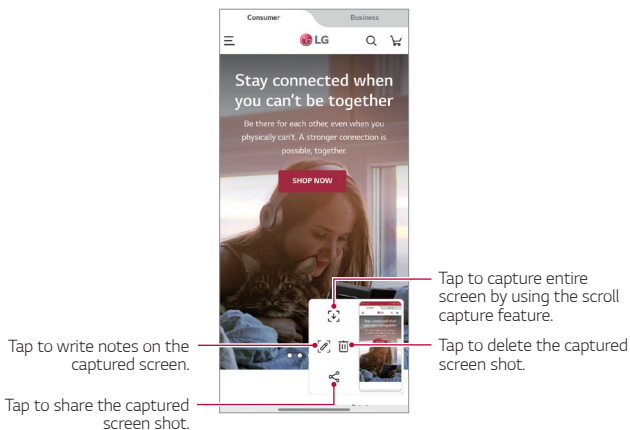 Consumer
Business
LG
Stay connected when
you can't be together
Be there for each other, even when you
physically can't. A stronger connection is
possible, together.
SHOP NOW
Tap to capture entire
screen by using the scroll
capture feature.
Tap to write notes on the
captured screen.
Tap to delete the captured
screen shot.
Tap to share the captured
screen shot.